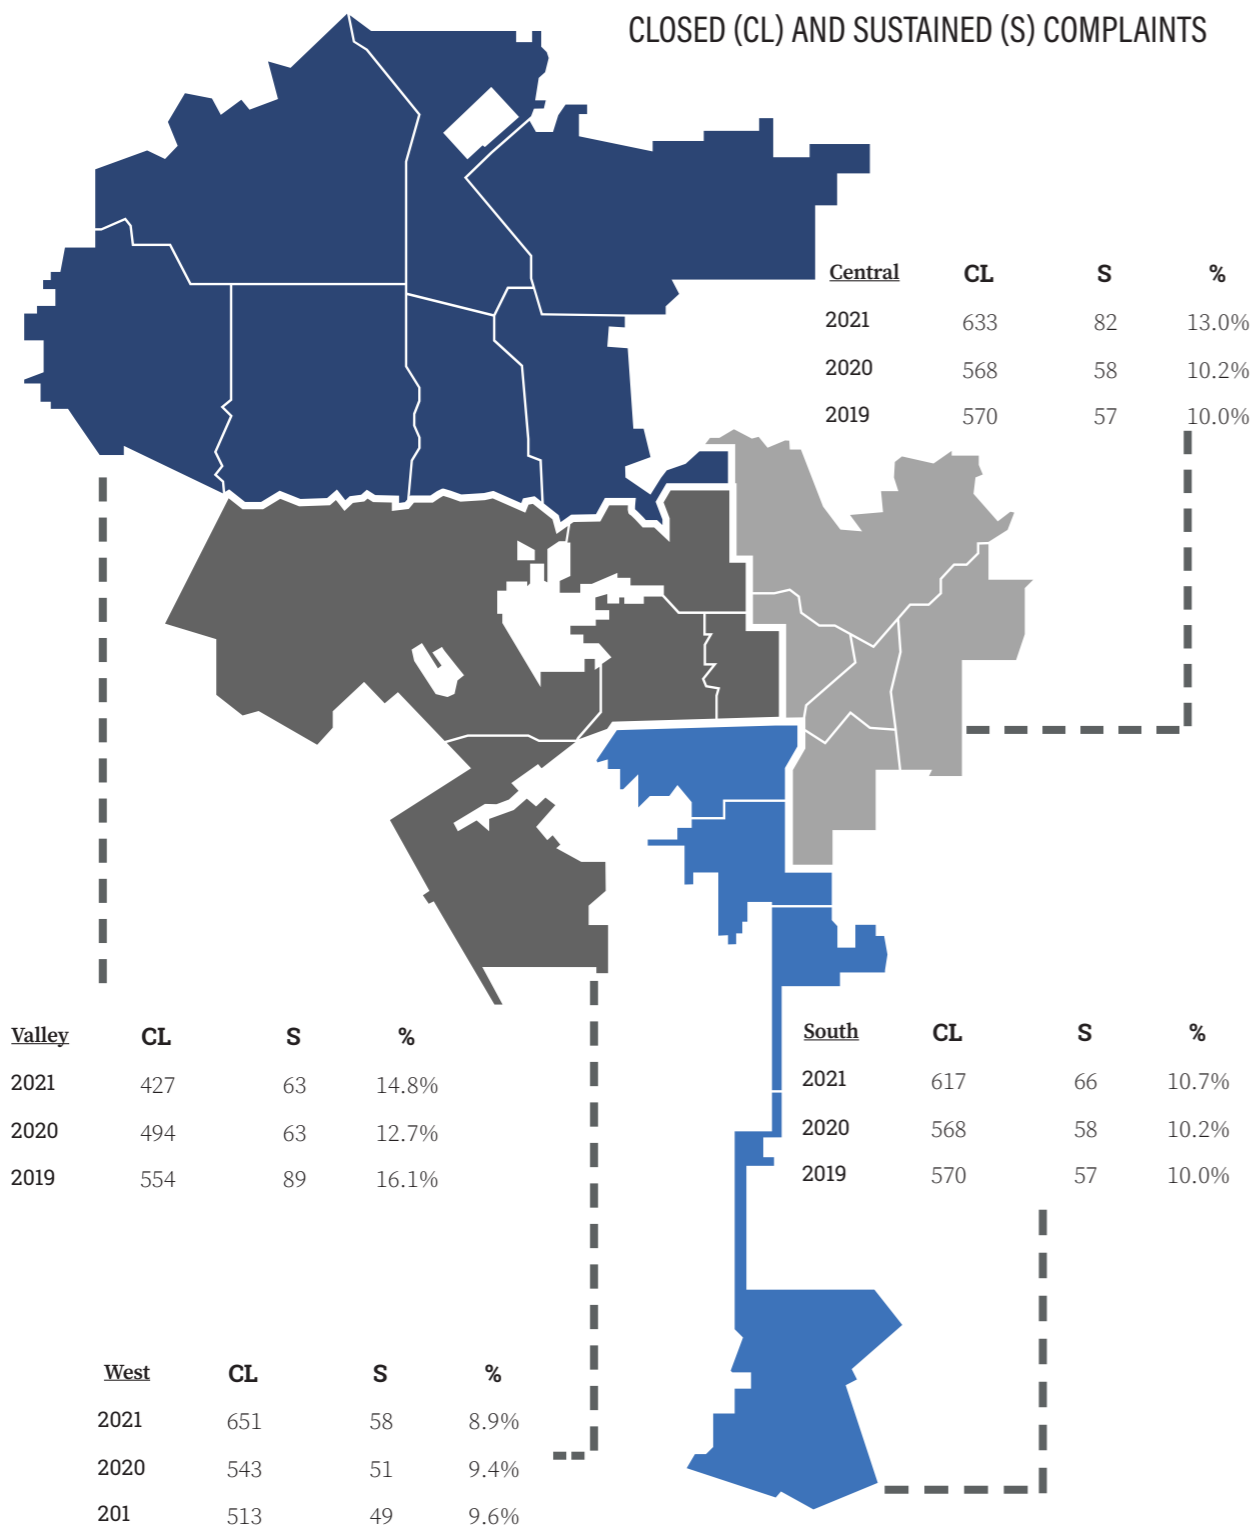 CLOSED (CL) AND SUSTAINED (S) COMPLAINTS
Central CL S %
2021 633 82 13.0%
2020 568 58 10.2%
2019 570 57 10.0%
Valley CL S %
2021 427 63 14.8%
2020 494 63 12.7%
2019 554 89 16.1%
South CL S %
2021 617 66 10.7%
2020 568 58 10.2%
2019 570 57 10.0%
West CL S %
2021 651 58 8.9%
2020 543 51 9.4%
201 513 49 9.6%